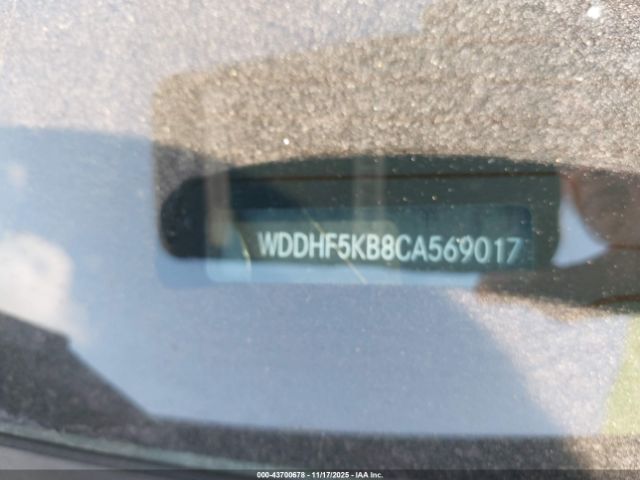 WDDHF5KB8CA569017
000-43700678 - 11/17/2025 - IAA Inc.